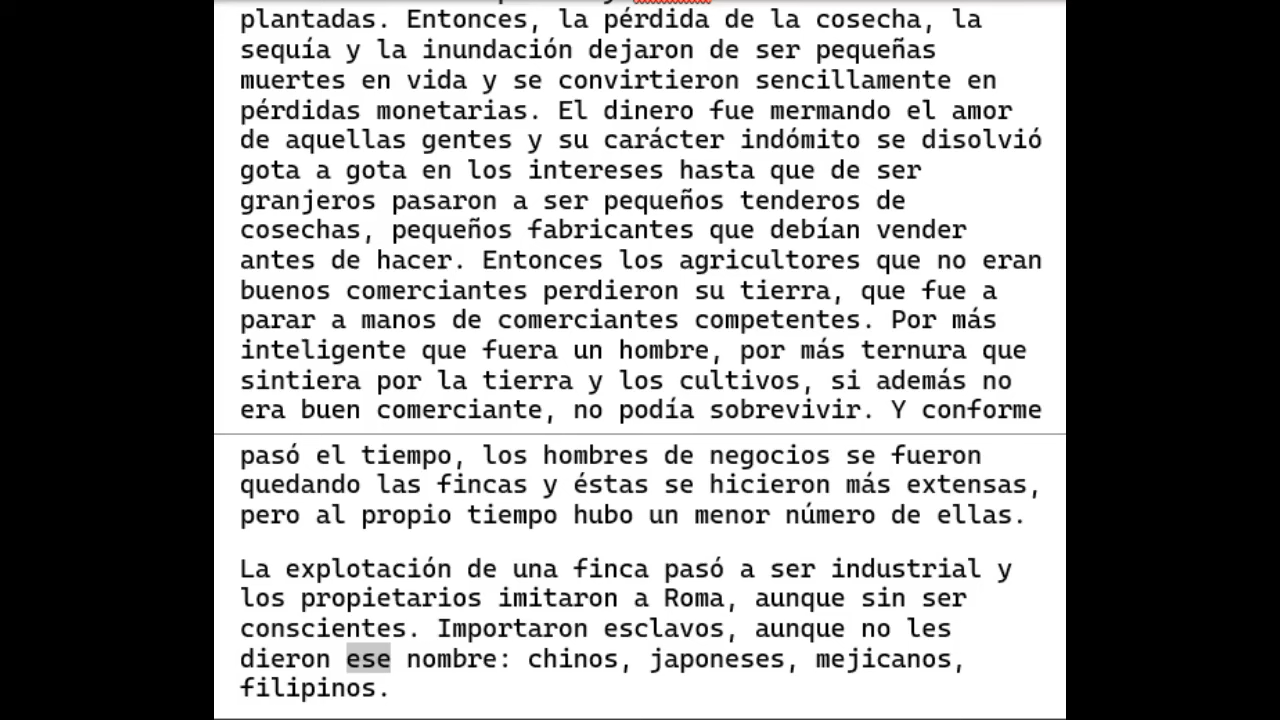 plantadas. Entonces, la pérdida de la cosecha, la
sequía y la inundación dejaron de ser pequeñas
muertes en vida y se convirtieron sencillamente en
pérdidas monetarias. El dinero fue mermando el amor
de aquellas gentes y su carácter indómito se disolvió
gota a gota en los intereses hasta que de ser
granjeros pasaron a ser pequeños tenderos de
cosechas, pequeños fabricantes que debían vender
antes de hacer. Entonces los agricultores que no eran
buenos comerciantes perdieron su tierra, que fue a
parar a manos de comerciantes competentes. Por más
inteligente que fuera un hombre, por más ternura que
sintiera por la tierra y los cultivos, si además no
era buen comerciante, no podía sobrevivir. Y conforme
pasó el tiempo, los hombres de negocios se fueron
quedando las fincas y éstas se hicieron más extensas,
pero al propio tiempo hubo un menor número de ellas.
La explotación de una finca pasó a ser industrial y
los propietarios imitaron a Roma, aunque sin ser
conscientes. Importaron esclavos, aunque no les
dieron ese nombre: chinos, japoneses, mejicanos,
filipinos.